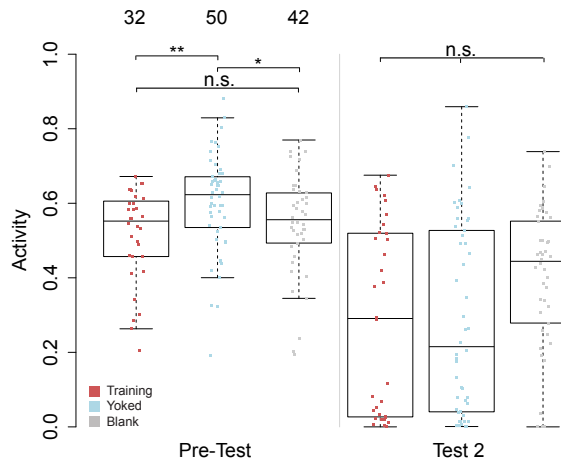 32 50 42
** * n.s. n.s.
1.0
0.8
0.6
0.4
0.2
0.0
Activity
Training
Yoked
Blank
Pre-Test Test 2